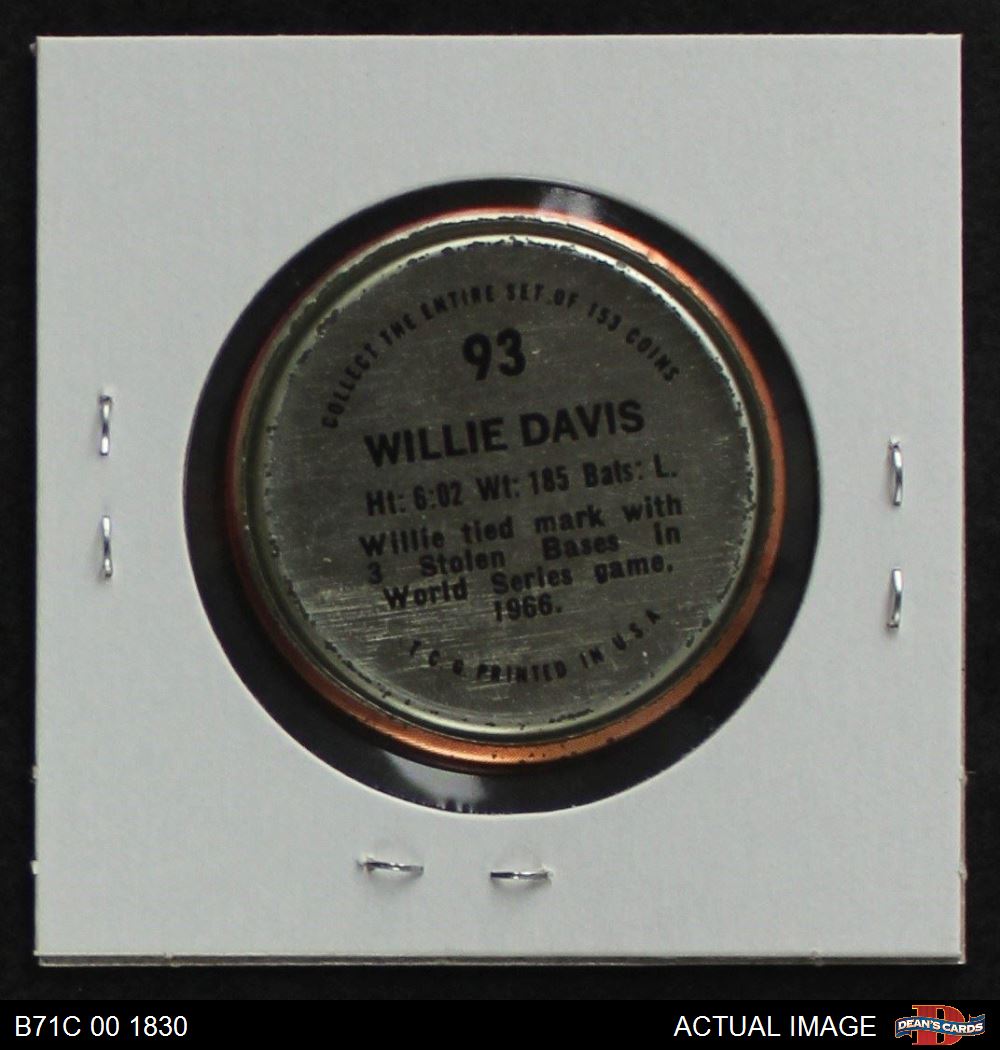 COLLECT THE ENTIRE SET OF 153 COINS
93
WILLIE DAVIS
Ht: 6:02 Wt: 185 Bats: L.
Willie tied mark with
3 Stolen Bases in
World Series game,
1966.
T. C. G. PRINTED IN U.S.A
B71C 00 1830
ACTUAL IMAGE
DEAN'S CARDS